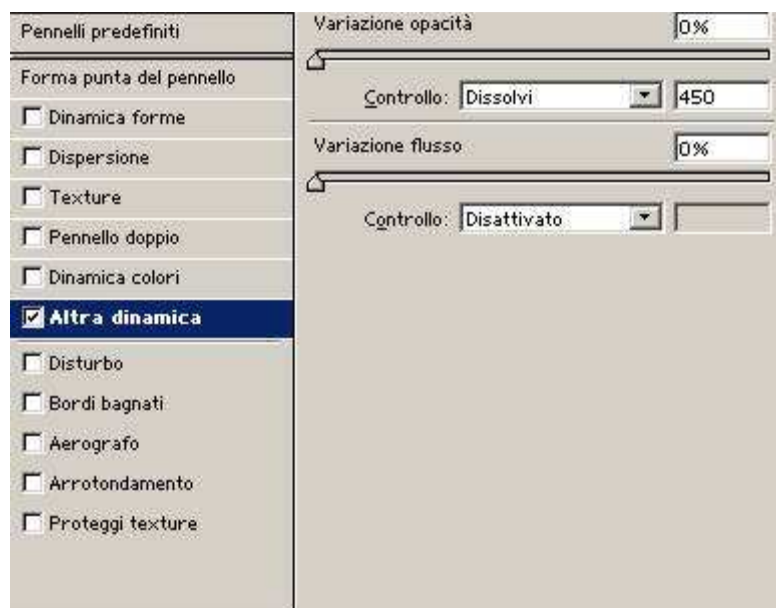 Pennelli predefiniti
Forma punta del pennello
Dinamica forme
Dispersione
Texture
Pennello doppio
Dinamica colori
Altra dinamica
Disturbo
Bordi bagnati
Aerografo
Arrotondamento
Proteggi texture
Variazione opacità 0%
Controllo: Dissolvi 450
Variazione flusso 0%
Controllo: Disattivato